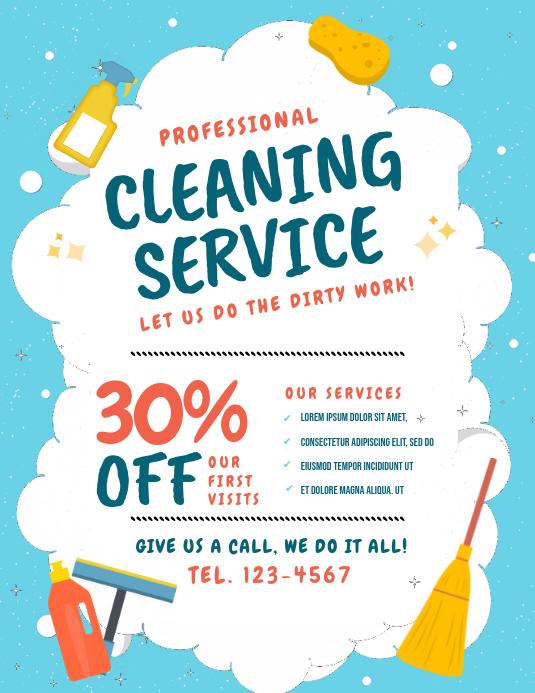 PROFESSIONAL
CLEANING
SERVICE
LET US DO THE DIRTY WORK!
30%
OFF
OUR
FIRST
VISITS
OUR SERVICES
LOREM IPSUM DOLOR SIT AMET,
CONSECTETUR ADIPISCING ELIT, SED DO
EIUSMOD TEMPOR INCIDIDUNT UT
ET DOLORE MAGNA ALIQUA. UT
GIVE US A CALL, WE DO IT ALL!
TEL. 123-4567